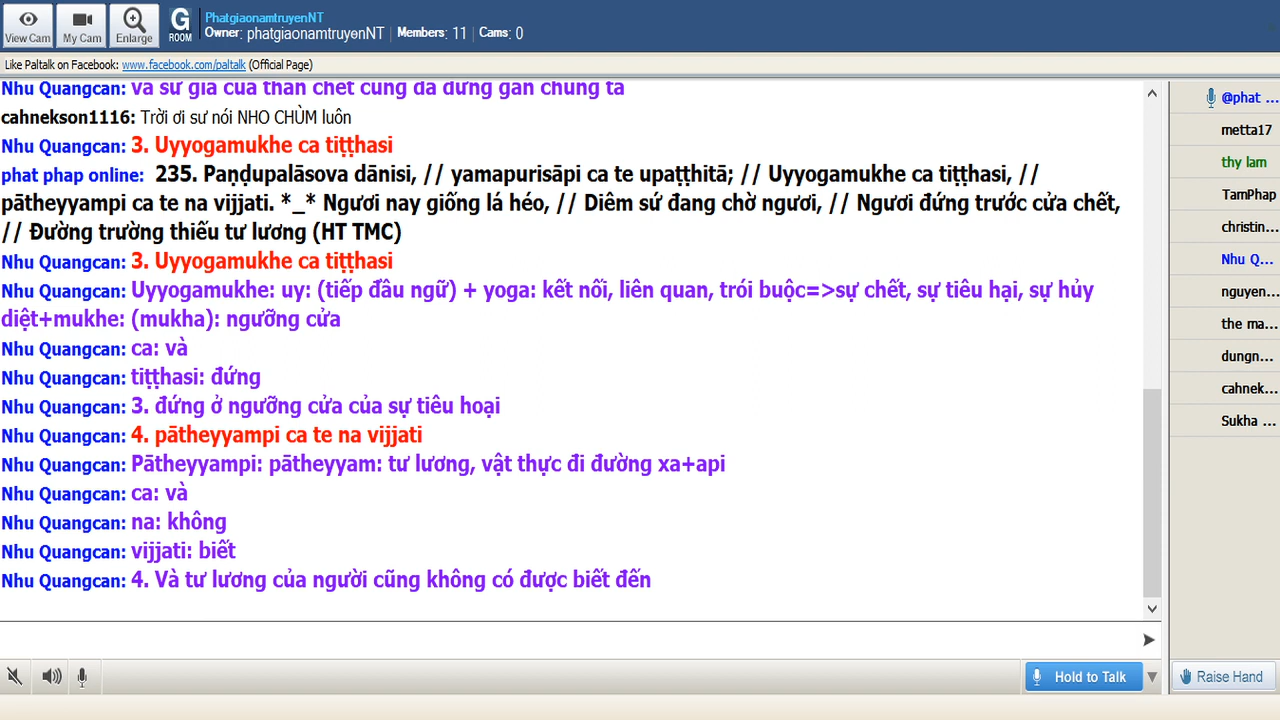 View Cam
My Cam
Enlarge
G
ROOM
PhatgiaonamtruyenNT
Owner: phatgiaonamtruyenNT | Members: 11 | Cams: 0
Like Paltalk on Facebook: www.facebook.com/paltalk (Official Page)
Nhu Quangcan: và sứ giả của thần chết cũng đã đứng gần chúng ta
cahnekson1116: Trời ơi sư nói NHO CHÙM luôn
Nhu Quangcan: 3. Uyyogamukhe ca tiṭṭhasi
phat phap online: 235. Paṇḍupalāsova dānisi, // yamapurisāpi ca te upaṭṭhitā; // Uyyogamukhe ca tiṭṭhasi, //
pātheyyampi ca te na vijjati. *_* Ngươi nay giống lá héo, // Diêm sứ đang chờ ngươi, // Ngươi đứng trước cửa chết,
// Đường trường thiếu tư lương (HT TMC)
Nhu Quangcan: 3. Uyyogamukhe ca tiṭṭhasi
Nhu Quangcan: Uyyogamukhe: uy: (tiếp đầu ngữ) + yoga: kết nối, liên quan, trói buộc=>sự chết, sự tiêu hại, sự hủy
diệt+mukhe: (mukha): ngưỡng cửa
Nhu Quangcan: ca: và
Nhu Quangcan: tiṭṭhasi: đứng
Nhu Quangcan: 3. đứng ở ngưỡng cửa của sự tiêu hoại
Nhu Quangcan: 4. pātheyyampi ca te na vijjati
Nhu Quangcan: Pātheyyampi: pātheyyam: tư lương, vật thực đi đường xa+api
Nhu Quangcan: ca: và
Nhu Quangcan: na: không
Nhu Quangcan: vijjati: biết
Nhu Quangcan: 4. Và tư lương của người cũng không có được biết đến
@phat ...
metta17
thy lam
TamPhap
christin...
Nhu Q...
nguyen...
the ma...
dungn...
cahnek...
Sukha ...
Hold to Talk
Raise Hand